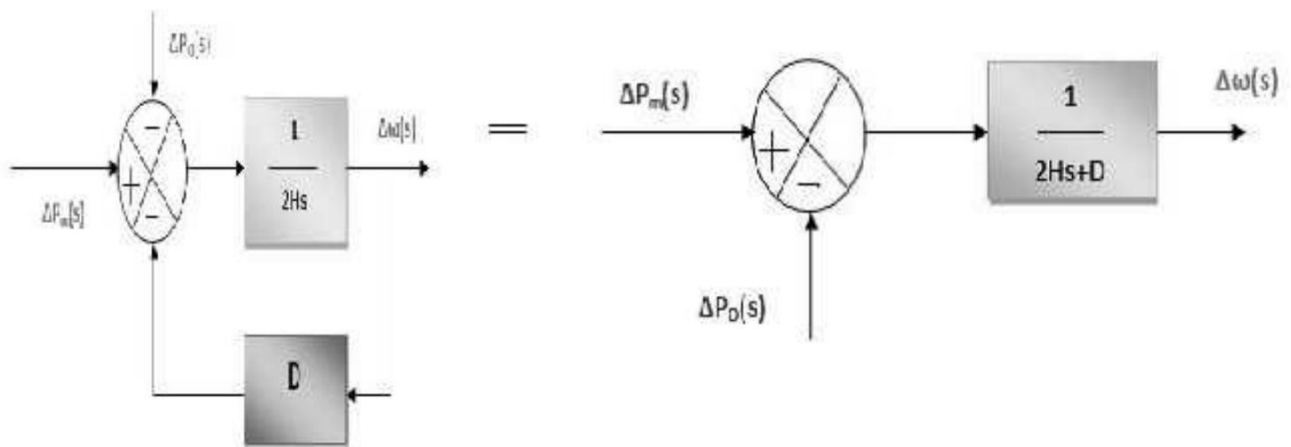 ΔP_D(s)
−
+
−
ΔP_m[s]
1
2Hs
Δω[s]
D
=
ΔP_m(s)
+
−
ΔP_D(s)
1
2Hs+D
Δω(s)